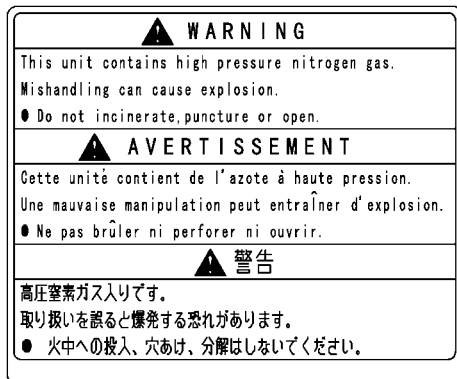 WARNING
This unit contains high pressure nitrogen gas.
Mishandling can cause explosion.
● Do not incinerate,puncture or open.
AVERTISSEMENT
Cette unité contient de l'azote à haute pression.
Une mauvaise manipulation peut entraÎner d'explosion.
● Ne pas brûler ni perforer ni ouvrir.
警告
高圧窒素ガス入りです。
取り扱いを誤ると爆発する恐れがあります。
● 火中への投入、穴あけ、分解はしないでください。